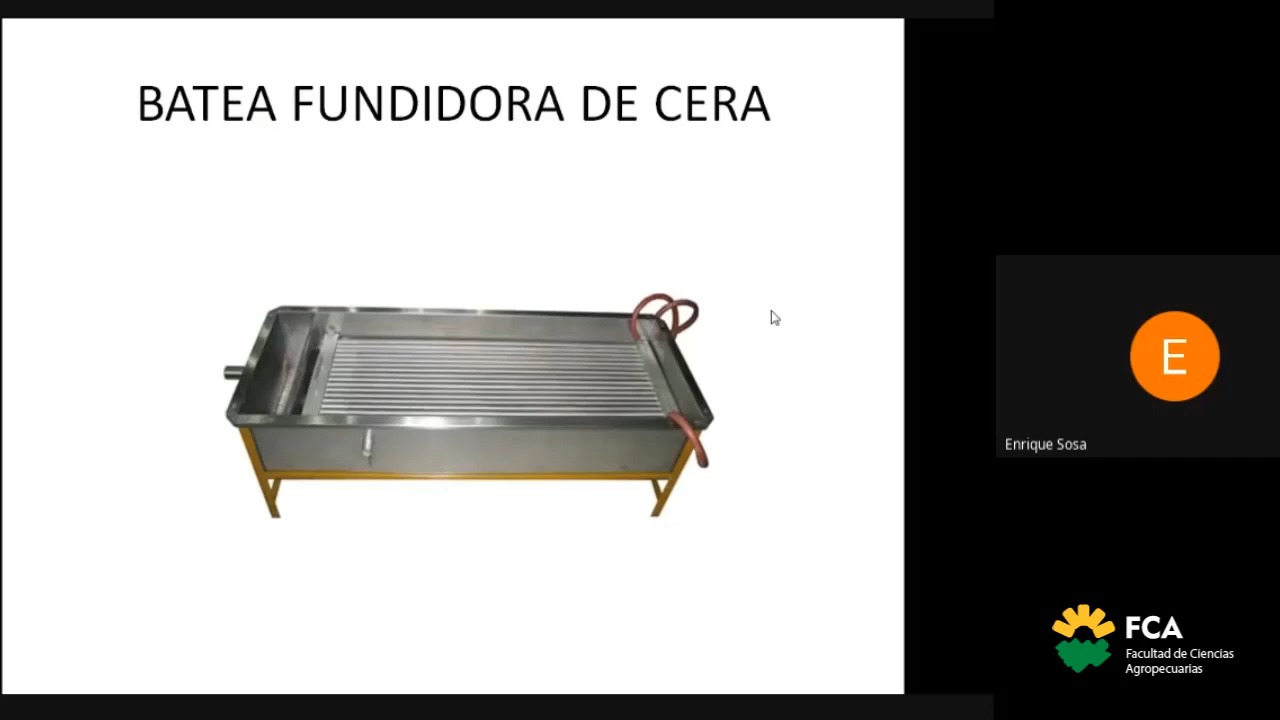 BATEA FUNDIDORA DE CERA
E
Enrique Sosa
FCA
Facultad de Ciencias
Agropecuarias